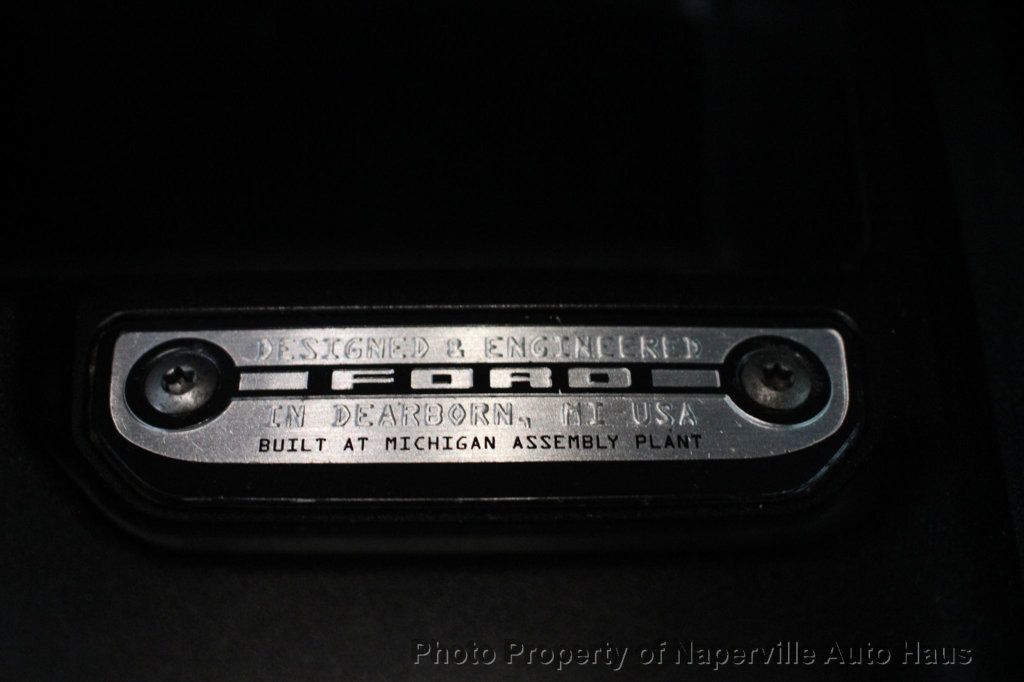 DESIGNED & ENGINEERED
FORD
IN DEARBORN, MI USA
BUILT AT MICHIGAN ASSEMBLY PLANT
Photo Property of Naperville Auto Haus